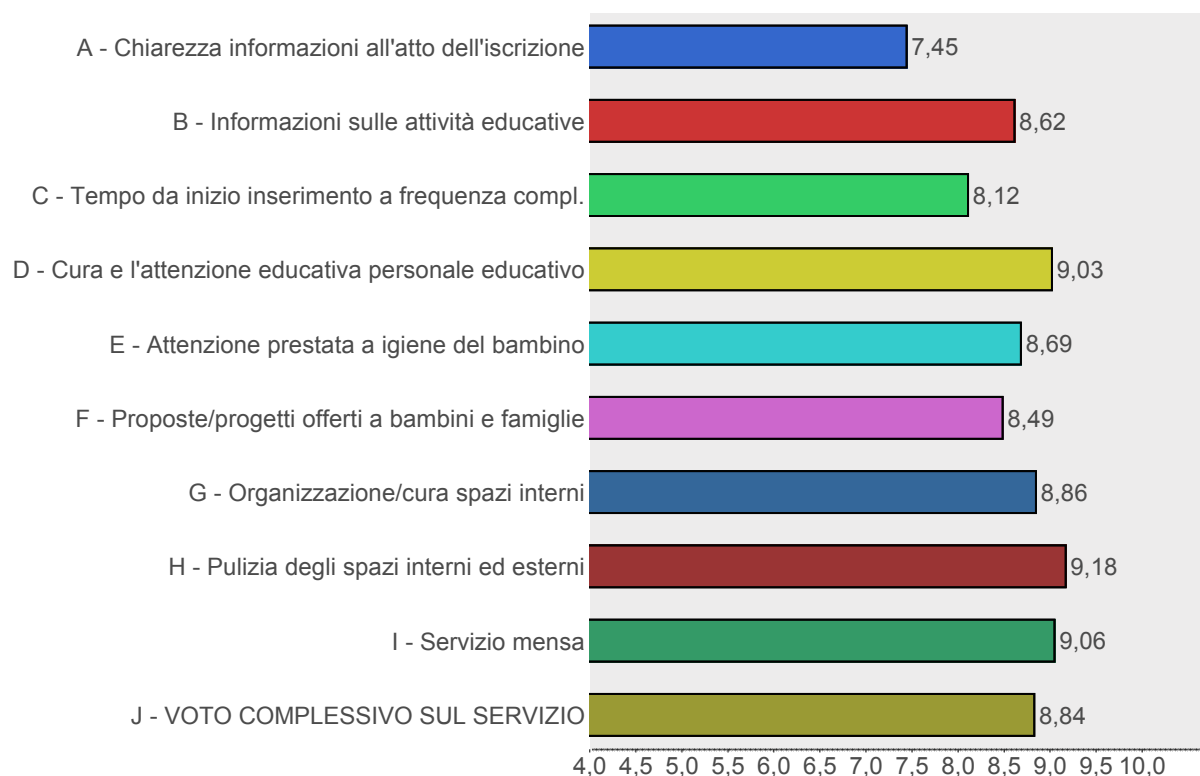 A - Chiarezza informazioni all'atto dell'iscrizione 7,45
B - Informazioni sulle attività educative 8,62
C - Tempo da inizio inserimento a frequenza compl. 8,12
D - Cura e l'attenzione educativa personale educativo 9,03
E - Attenzione prestata a igiene del bambino 8,69
F - Proposte/progetti offerti a bambini e famiglie 8,49
G - Organizzazione/cura spazi interni 8,86
H - Pulizia degli spazi interni ed esterni 9,18
I - Servizio mensa 9,06
J - VOTO COMPLESSIVO SUL SERVIZIO 8,84
4,0 4,5 5,0 5,5 6,0 6,5 7,0 7,5 8,0 8,5 9,0 9,5 10,0